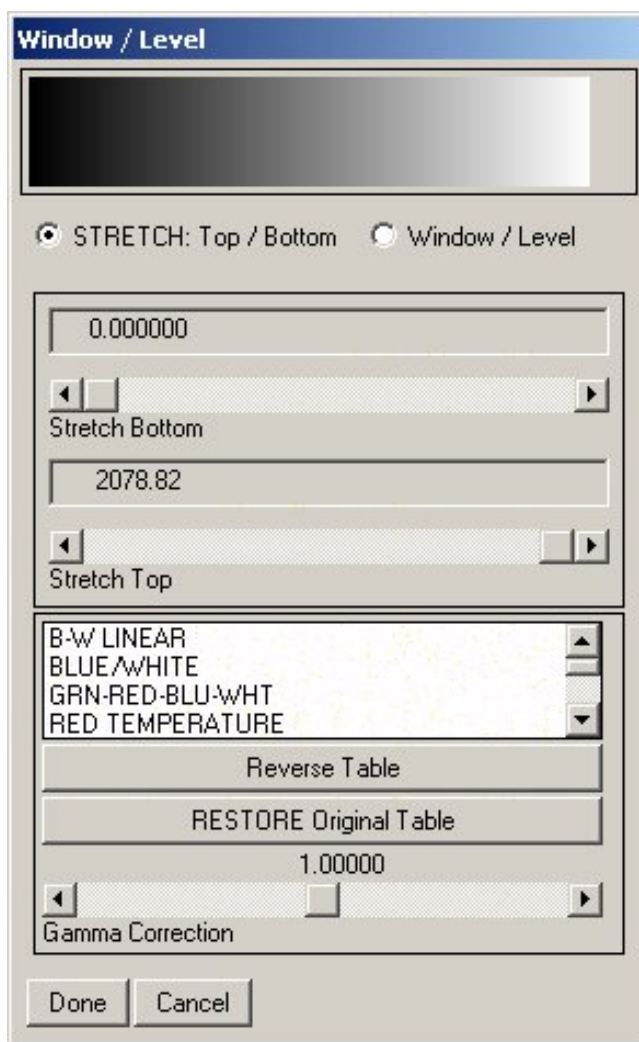 Window / Level
STRETCH: Top / Bottom Window / Level
0.000000
Stretch Bottom
2078.82
Stretch Top
B-W LINEAR
BLUE/WHITE
GRN-RED-BLU-WHT
RED TEMPERATURE
Reverse Table
RESTORE Original Table
1.00000
Gamma Correction
Done Cancel